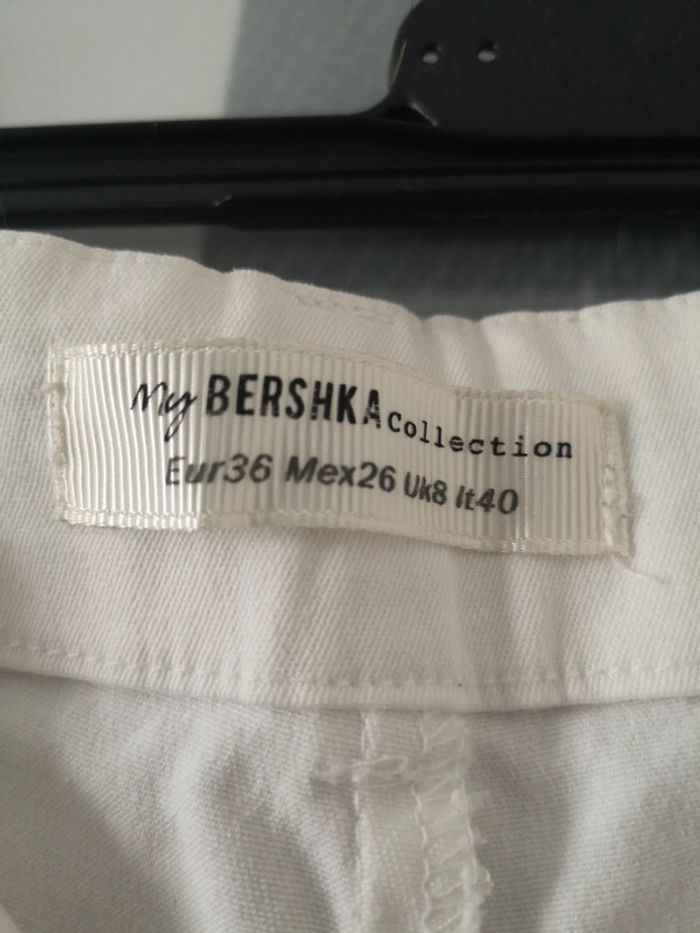 My BERSHKA Collection
Eur36 Mex26 Uk8 It40